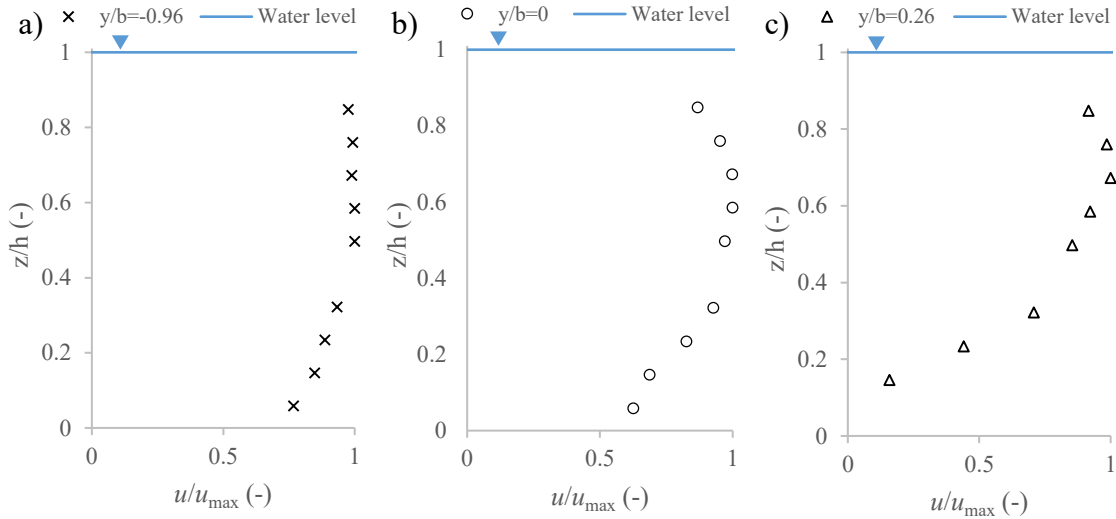 a)
y/b=-0.96
Water level
1
0.8
0.6
0.4
0.2
0
z/h (-)
0
0.5
1
u/umax (-)
b)
y/b=0
Water level
1
0.8
0.6
0.4
0.2
0
z/h (-)
0
0.5
1
u/umax (-)
c)
y/b=0.26
Water level
1
0.8
0.6
0.4
0.2
0
z/h (-)
0
0.5
1
u/umax (-)